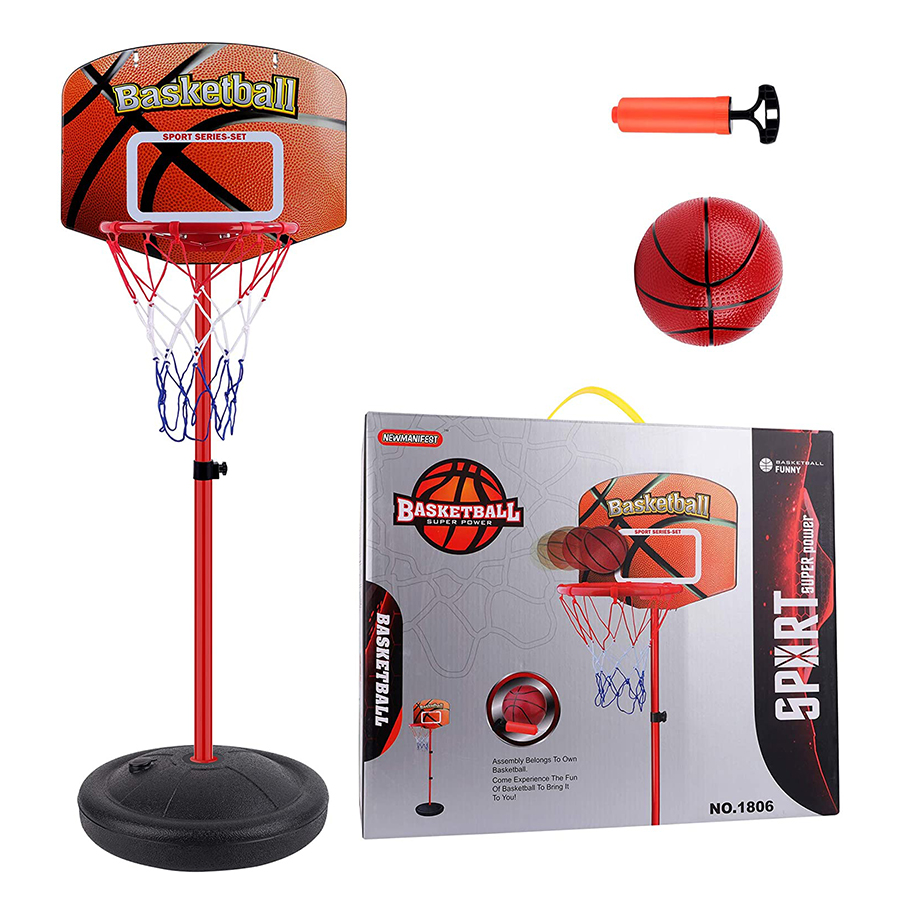 Basketball
SPORT SERIES-SET
NEWMANIFEST
BASKETBALL
SUPER POWER
BASKETBALL
FUNNY
Basketball
SPORT SERIES-SET
SPORT
SUPER power
BASKETBALL
Basketball
Assembly Belongs To Own
Basketball.
Come Experience The Fun
Of Basketball To Bring It
To You!
NO.1806